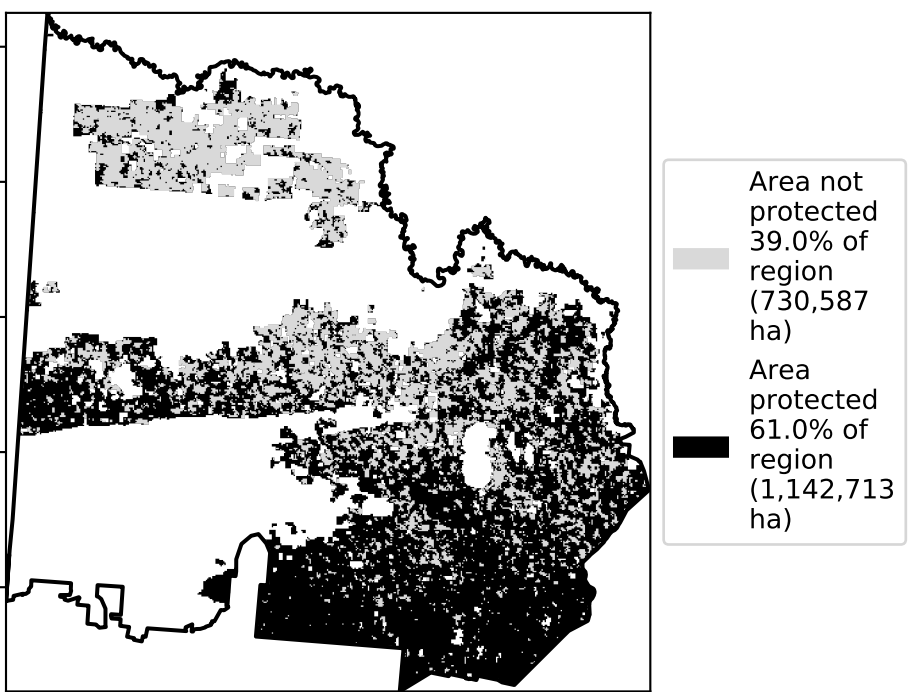 Area not
protected
39.0% of
region
(730,587
ha)
Area
protected
61.0% of
region
(1,142,713
ha)